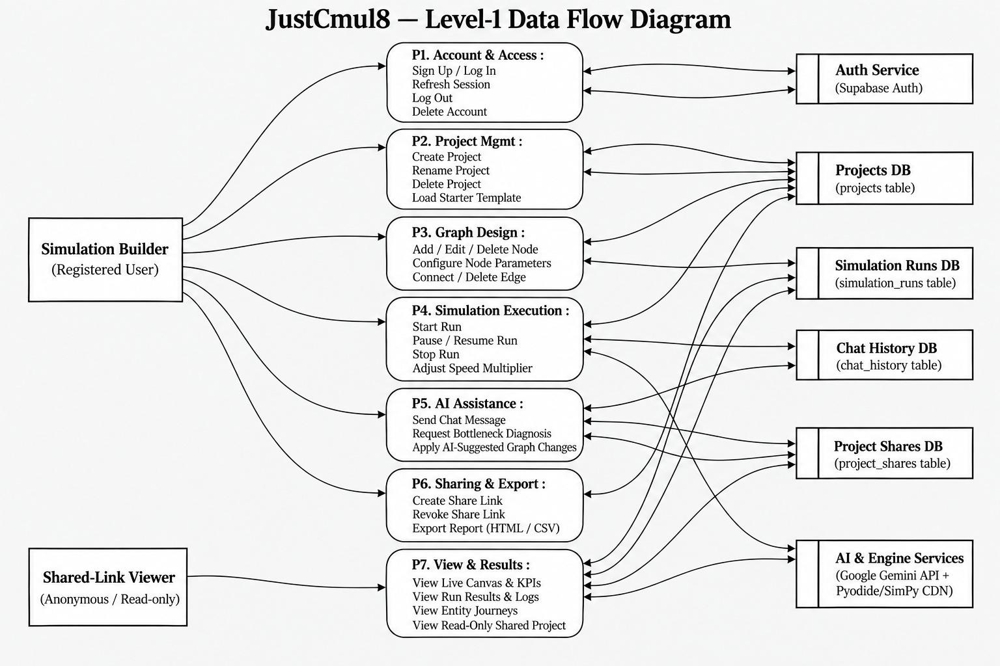 JustCmul8 — Level-1 Data Flow Diagram
P1. Account & Access :
Sign Up / Log In
Refresh Session
Log Out
Delete Account
P2. Project Mgmt :
Create Project
Rename Project
Delete Project
Load Starter Template
P3. Graph Design :
Add / Edit / Delete Node
Configure Node Parameters
Connect / Delete Edge
P4. Simulation Execution :
Start Run
Pause / Resume Run
Stop Run
Adjust Speed Multiplier
P5. AI Assistance :
Send Chat Message
Request Bottleneck Diagnosis
Apply AI-Suggested Graph Changes
P6. Sharing & Export :
Create Share Link
Revoke Share Link
Export Report (HTML / CSV)
P7. View & Results :
View Live Canvas & KPIs
View Run Results & Logs
View Entity Journeys
View Read-Only Shared Project
Simulation Builder
(Registered User)
Shared-Link Viewer
(Anonymous / Read-only)
Auth Service
(Supabase Auth)
Projects DB
(projects table)
Simulation Runs DB
(simulation_runs table)
Chat History DB
(chat_history table)
Project Shares DB
(project_shares table)
AI & Engine Services
(Google Gemini API +
Pyodide/SimPy CDN)